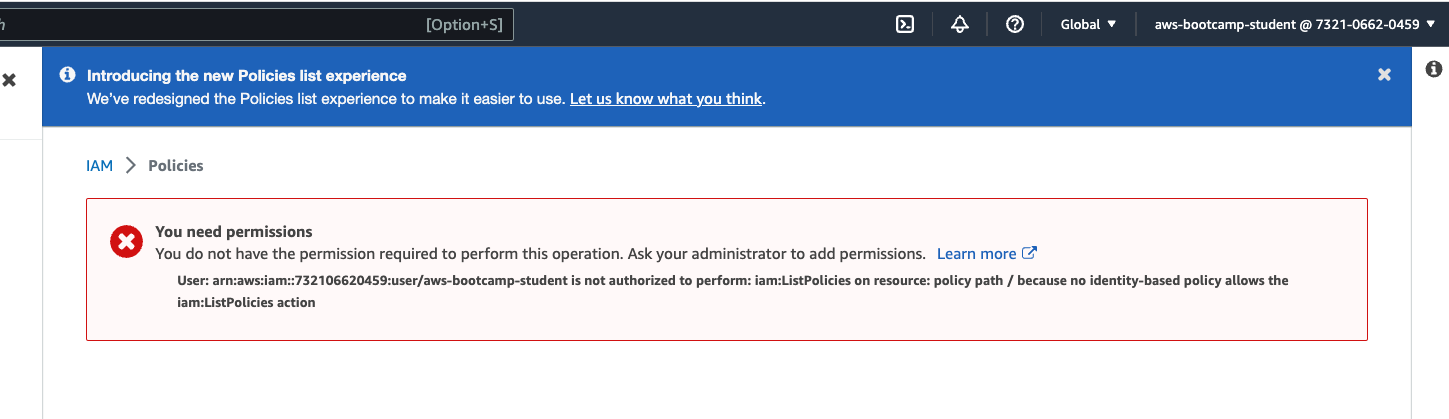 [Option+S]
Global
aws-bootcamp-student @ 7321-0662-0459
Introducing the new Policies list experience
We've redesigned the Policies list experience to make it easier to use. Let us know what you think.
IAM > Policies
You need permissions
You do not have the permission required to perform this operation. Ask your administrator to add permissions. Learn more
User: arn:aws:iam::732106620459:user/aws-bootcamp-student is not authorized to perform: iam:ListPolicies on resource: policy path / because no identity-based policy allows the
iam:ListPolicies action